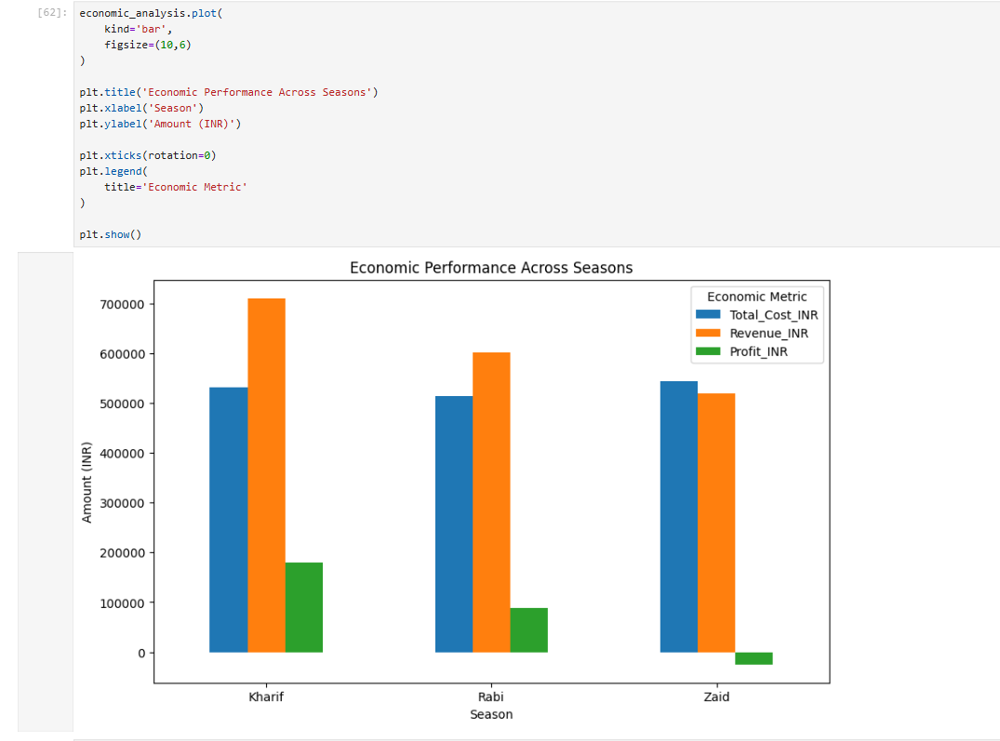 [62]:
economic_analysis.plot(
    kind='bar',
    figsize=(10,6)
)
plt.title('Economic Performance Across Seasons')
plt.xlabel('Season')
plt.ylabel('Amount (INR)')
plt.xticks(rotation=0)
plt.legend(
    title='Economic Metric'
)
plt.show()
Economic Performance Across Seasons
Economic Metric
Total_Cost_INR
Revenue_INR
Profit_INR
Amount (INR)
700000
600000
500000
400000
300000
200000
100000
0
Kharif
Rabi
Zaid
Season